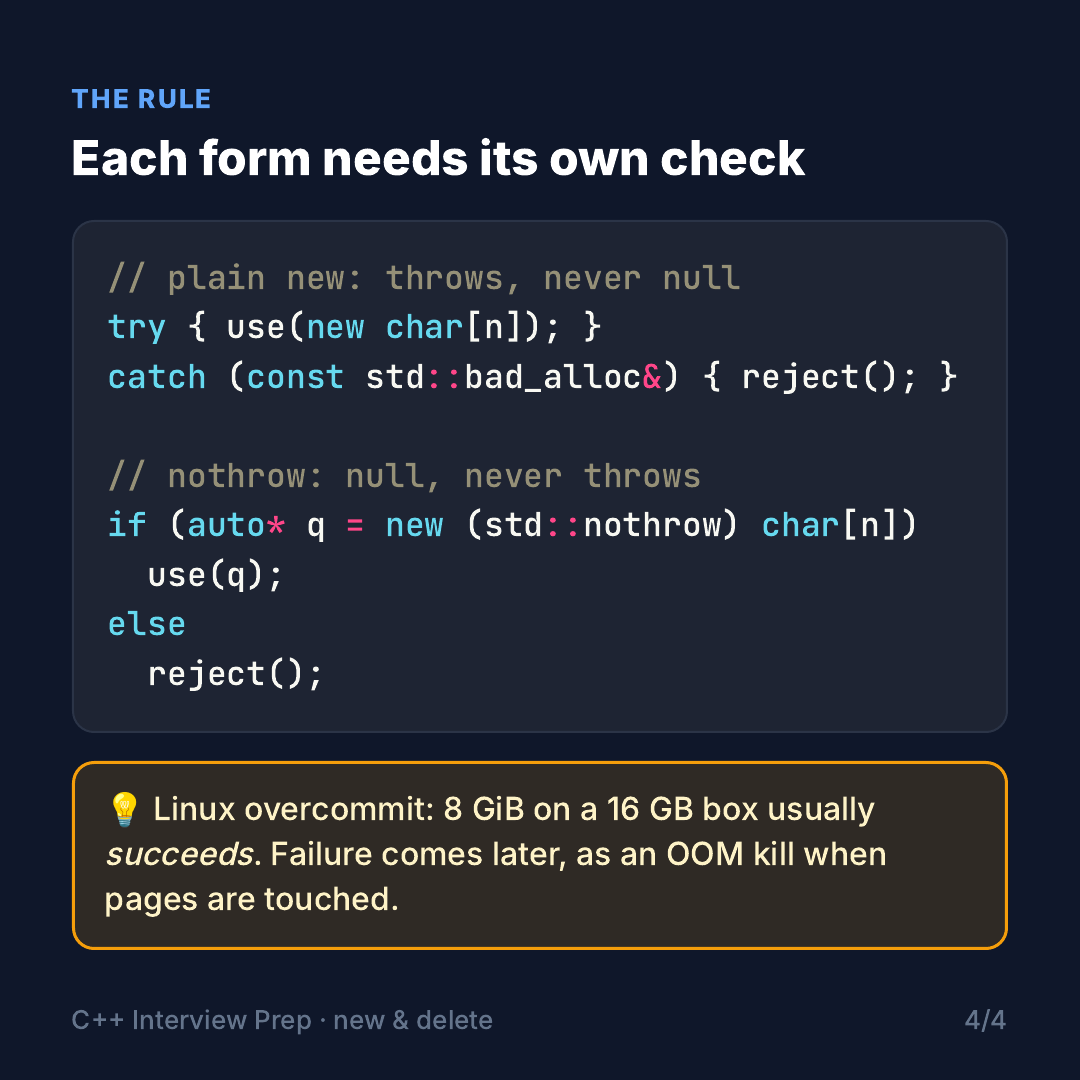 THE RULE
Each form needs its own check
// plain new: throws, never null
try { use(new char[n]); }
catch (const std::bad_alloc&) { reject(); }
// nothrow: null, never throws
if (auto* q = new (std::nothrow) char[n])
  use(q);
else
  reject();
💡 Linux overcommit: 8 GiB on a 16 GB box usually
succeeds. Failure comes later, as an OOM kill when
pages are touched.
C++ Interview Prep · new & delete
4/4